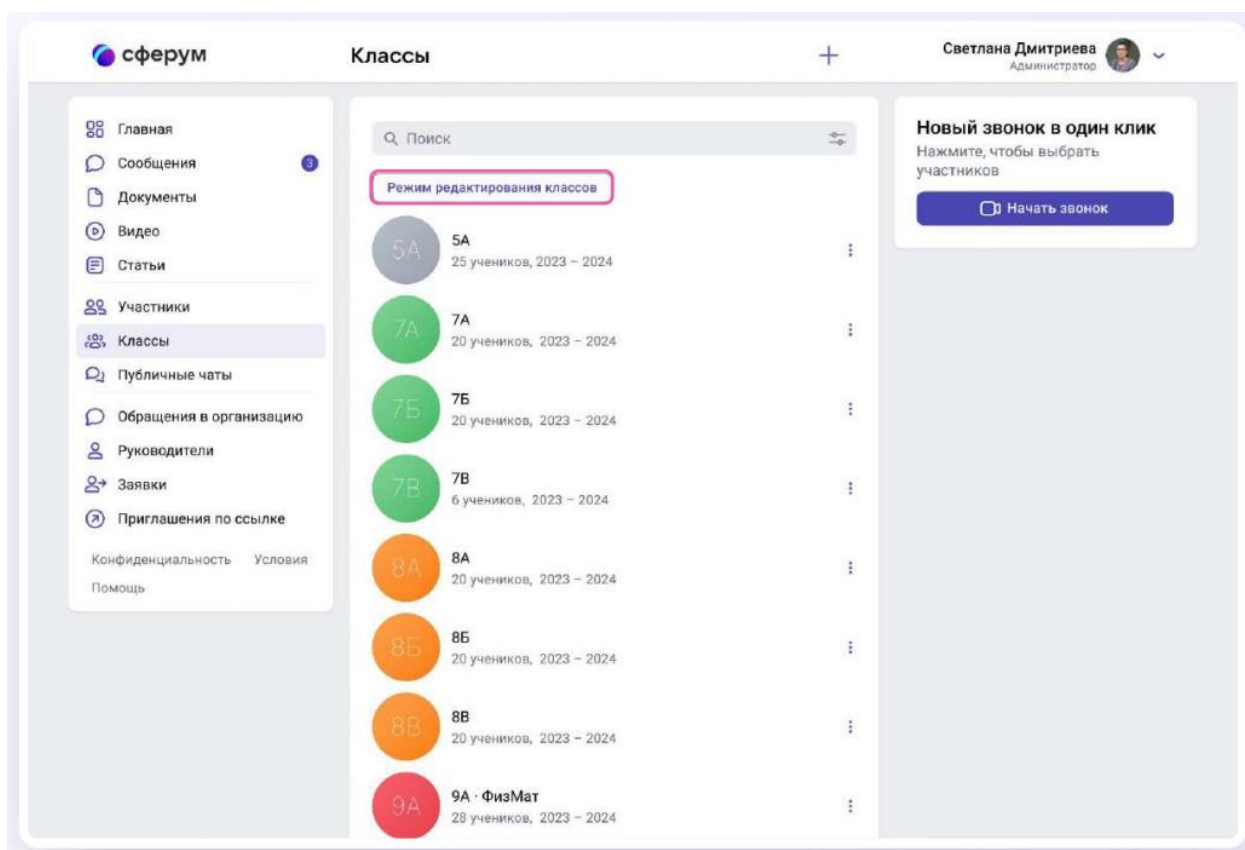 сферум
Классы
Светлана Дмитриева
Администратор
Главная
Сообщения 3
Документы
Видео
Статьи
Участники
Классы
Публичные чаты
Обращения в организацию
Руководители
Заявки
Приглашения по ссылке
Конфиденциальность Условия
Помощь
Поиск
Режим редактирования классов
5А
5А
25 учеников, 2023 – 2024
7А
7А
20 учеников, 2023 – 2024
7Б
7Б
20 учеников, 2023 – 2024
7В
7В
6 учеников, 2023 – 2024
8А
8А
20 учеников, 2023 – 2024
8Б
8Б
20 учеников, 2023 – 2024
8В
8В
20 учеников, 2023 – 2024
9А
9А · ФизМат
28 учеников, 2023 – 2024
Новый звонок в один клик
Нажмите, чтобы выбрать
участников
Начать звонок